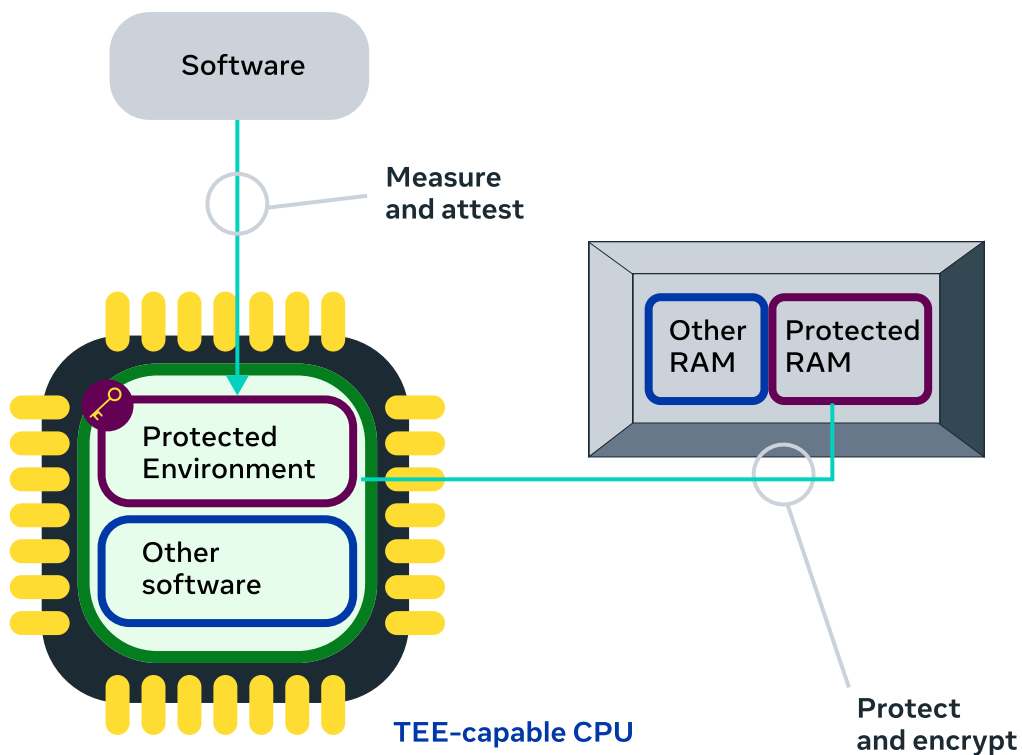 Software
Measure
and attest
Other
RAM
Protected
RAM
Protected
Environment
Other
software
TEE-capable CPU
Protect
and encrypt